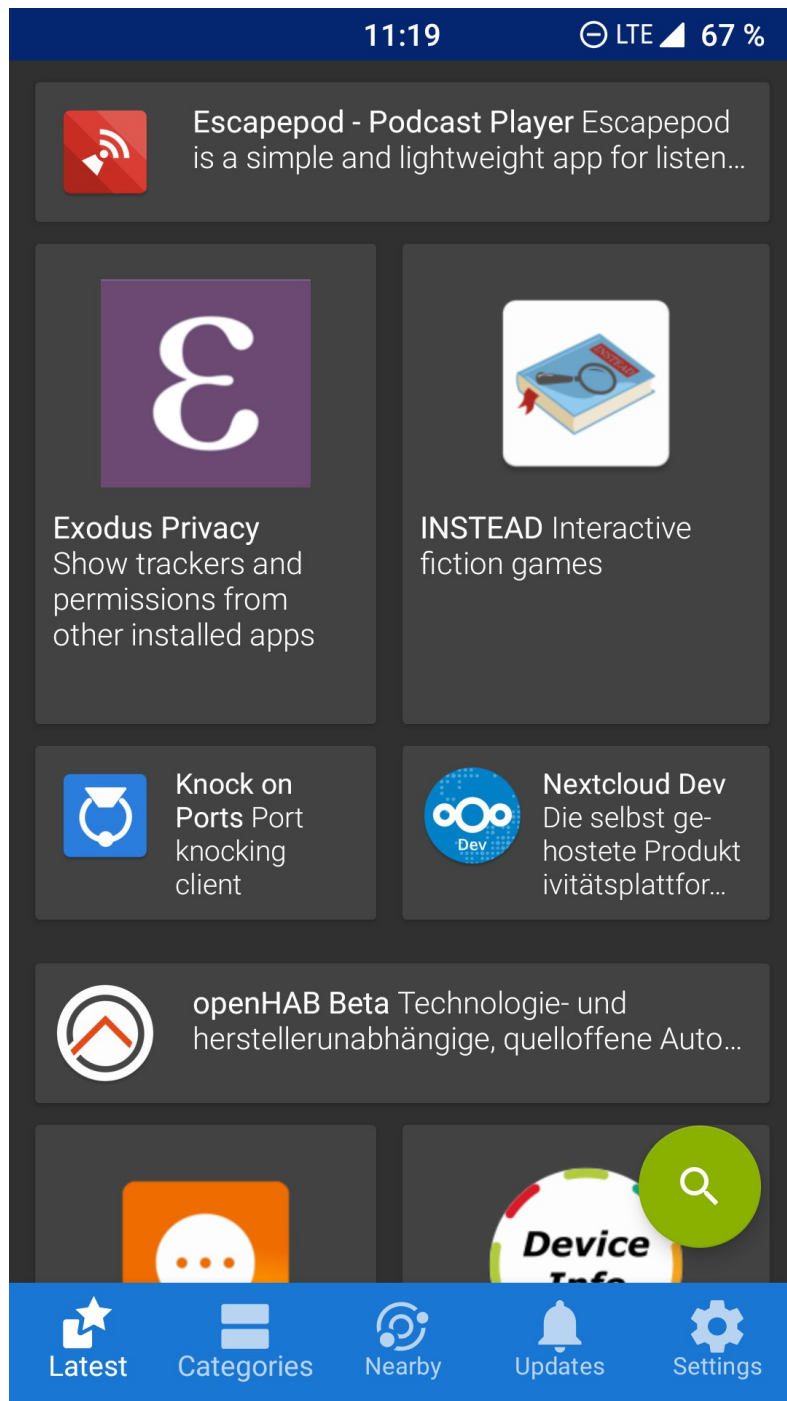 11:19
LTE 67 %
Escapepod - Podcast Player Escapepod
is a simple and lightweight app for listen…
INSTEAD
Exodus Privacy
Show trackers and
permissions from
other installed apps
INSTEAD Interactive
fiction games
Knock on
Ports Port
knocking
client
Dev
Nextcloud Dev
Die selbst ge-
hostete Produkt
ivitätsplattfor…
openHAB Beta Technologie- und
herstellerunabhängige, quelloffene Auto…
Device
Info
Latest
Categories
Nearby
Updates
Settings